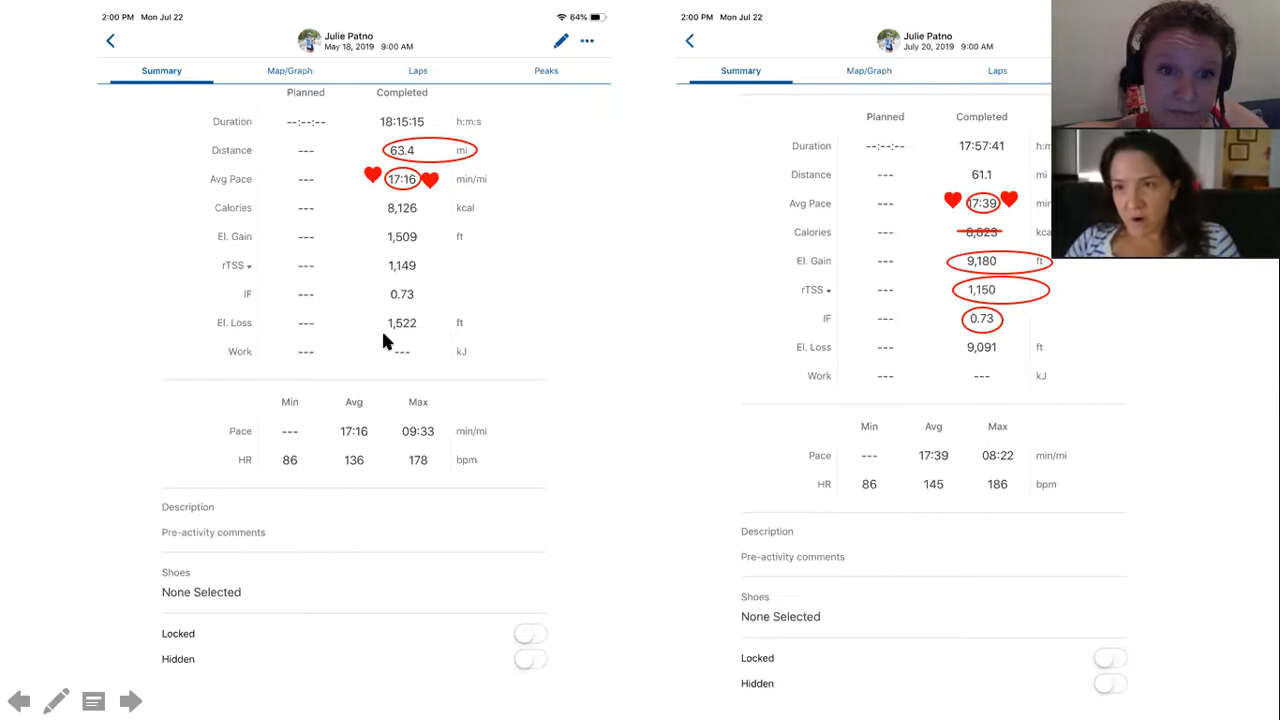 2:00 PM Mon Jul 22
64%
Julie Patno
May 18, 2019 9:00 AM
Summary Map/Graph Laps Peaks
Planned Completed
Duration --:--:-- 18:15:15 h:m:s
Distance --- 63.4 mi
Avg Pace --- 17:16 min/mi
Calories --- 8,126 kcal
El. Gain --- 1,509 ft
rTSS --- 1,149
IF --- 0.73
El. Loss --- 1,522 ft
Work --- --- kJ
Min Avg Max
Pace --- 17:16 09:33 min/mi
HR 86 136 178 bpm
Description
Pre-activity comments
Shoes
None Selected
Locked
Hidden
2:00 PM Mon Jul 22
Julie Patno
July 20, 2019 9:00 AM
Summary Map/Graph Laps
Planned Completed
Duration --:--:-- 17:57:41 h:m
Distance --- 61.1 mi
Avg Pace --- 17:39 min
Calories --- 8,823 kca
El. Gain --- 9,180 ft
rTSS --- 1,150
IF --- 0.73
El. Loss --- 9,091 ft
Work --- --- kJ
Min Avg Max
Pace --- 17:39 08:22 min/mi
HR 86 145 186 bpm
Description
Pre-activity comments
Shoes
None Selected
Locked
Hidden